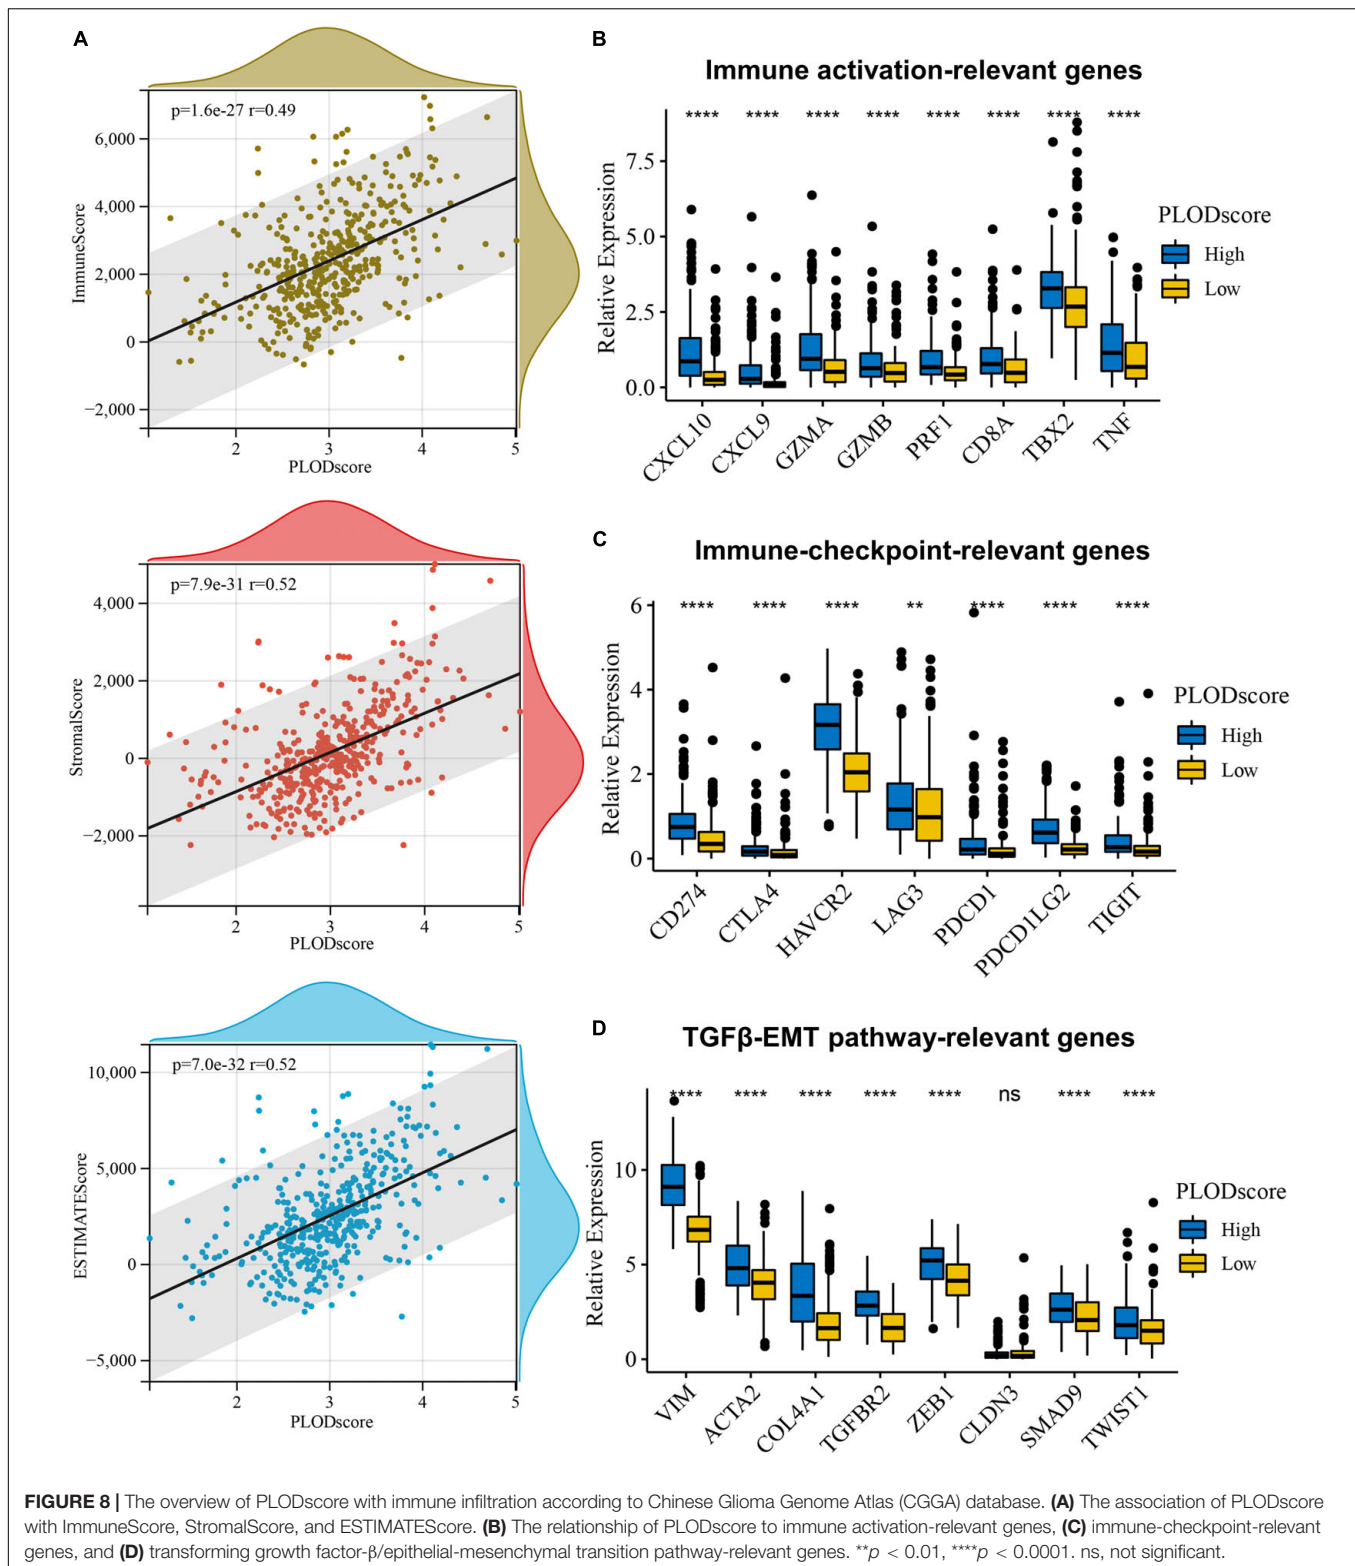 A
p=1.6e-27 r=0.49
ImmuneScore
6,000
4,000
2,000
0
−2,000
2 3 4 5
PLODscore
p=7.9e-31 r=0.52
StromalScore
4,000
2,000
0
−2,000
2 3 4 5
PLODscore
p=7.0e-32 r=0.52
ESTIMATEScore
10,000
5,000
0
−5,000
2 3 4 5
PLODscore
B
Immune activation-relevant genes
**** **** **** **** **** **** **** ****
Relative Expression
7.5
5.0
2.5
0.0
CXCL10 CXCL9 GZMA GZMB PRF1 CD8A TBX2 TNF
PLODscore
High
Low
C
Immune-checkpoint-relevant genes
**** **** **** ** **** **** ****
Relative Expression
6
4
2
0
CD274 CTLA4 HAVCR2 LAG3 PDCD1 PDCD1LG2 TIGIT
PLODscore
High
Low
D
TGFβ-EMT pathway-relevant genes
**** **** **** **** **** ns **** ****
Relative Expression
10
5
0
VIM ACTA2 COL4A1 TGFBR2 ZEB1 CLDN3 SMAD9 TWIST1
PLODscore
High
Low
FIGURE 8 | The overview of PLODscore with immune infiltration according to Chinese Glioma Genome Atlas (CGGA) database. (A) The association of PLODscore
with ImmuneScore, StromalScore, and ESTIMATEScore. (B) The relationship of PLODscore to immune activation-relevant genes, (C) immune-checkpoint-relevant
genes, and (D) transforming growth factor-β/epithelial-mesenchymal transition pathway-relevant genes. **p < 0.01, ****p < 0.0001. ns, not significant.